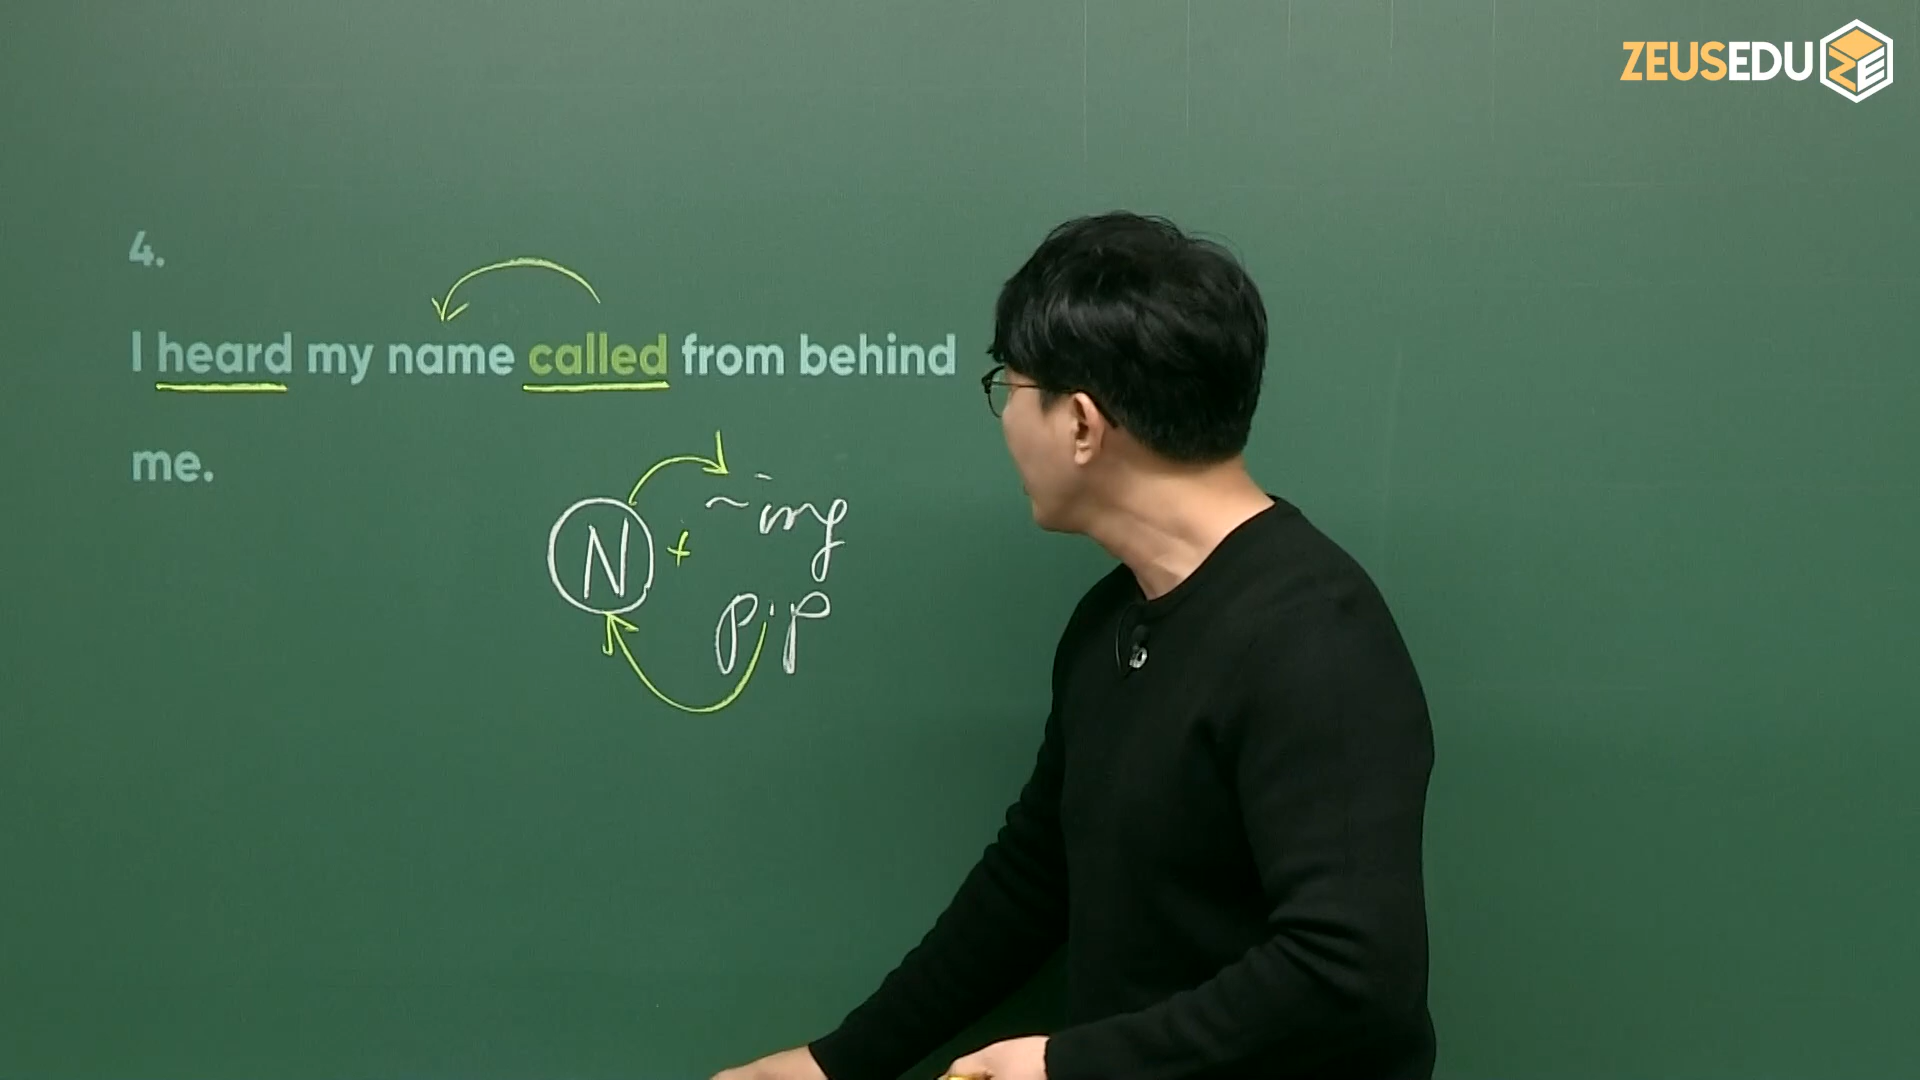 ZEUSEDU
4.
I heard my name called from behind
me.
N + ~ing
p.p